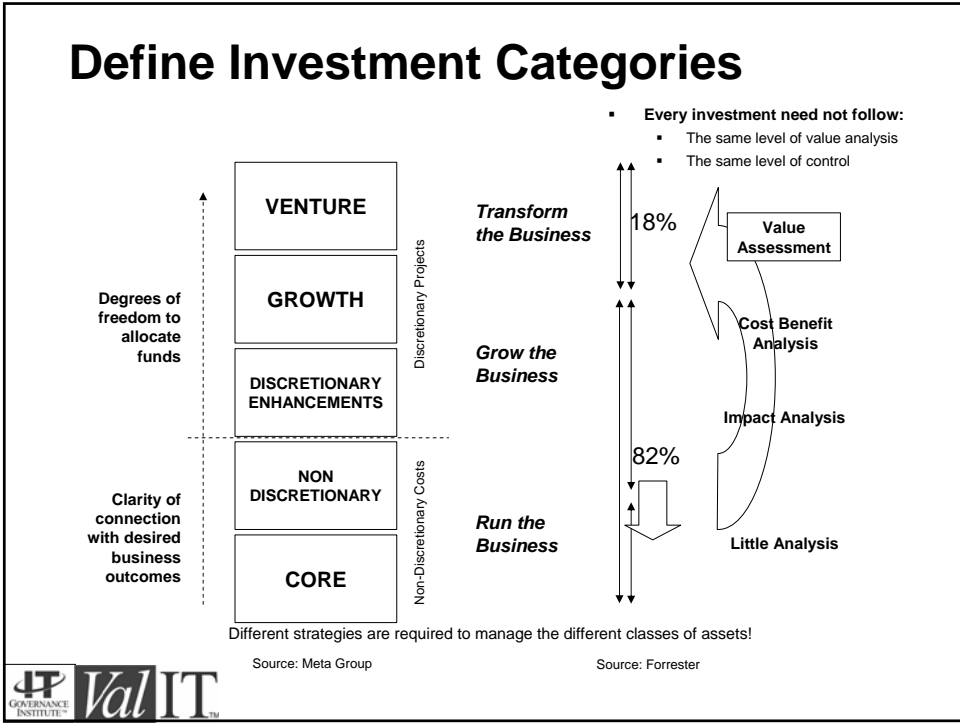 Define Investment Categories
▪ Every investment need not follow:
▪ The same level of value analysis
▪ The same level of control
VENTURE
GROWTH
DISCRETIONARY
ENHANCEMENTS
NON
DISCRETIONARY
CORE
Degrees of
freedom to
allocate
funds
Clarity of
connection
with desired
business
outcomes
Discretionary Projects
Non-Discretionary Costs
Transform
the Business
Grow the
Business
Run the
Business
18%
82%
Value
Assessment
Cost Benefit
Analysis
Impact Analysis
Little Analysis
Different strategies are required to manage the different classes of assets!
Source: Meta Group
Source: Forrester
IT
GOVERNANCE
INSTITUTE™
Val IT™